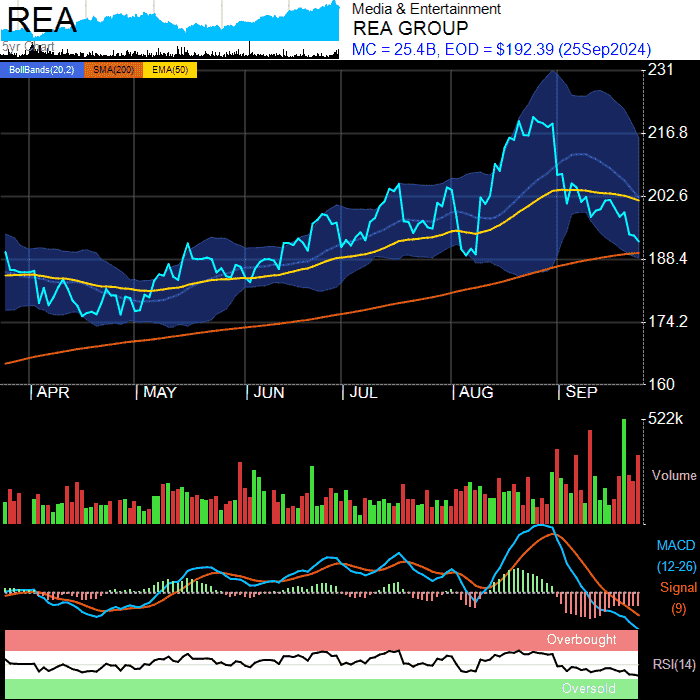 REA
5yr Chart
Media & Entertainment
REA GROUP
MC = 25.4B, EOD = $192.39 (25Sep2024)
BollBands(20,2) SMA(200) EMA(50)
231
216.8
202.6
188.4
174.2
160
APR MAY JUN JUL AUG SEP
522k
Volume
MACD
(12-26)
Signal
(9)
Overbought
RSI(14)
Oversold